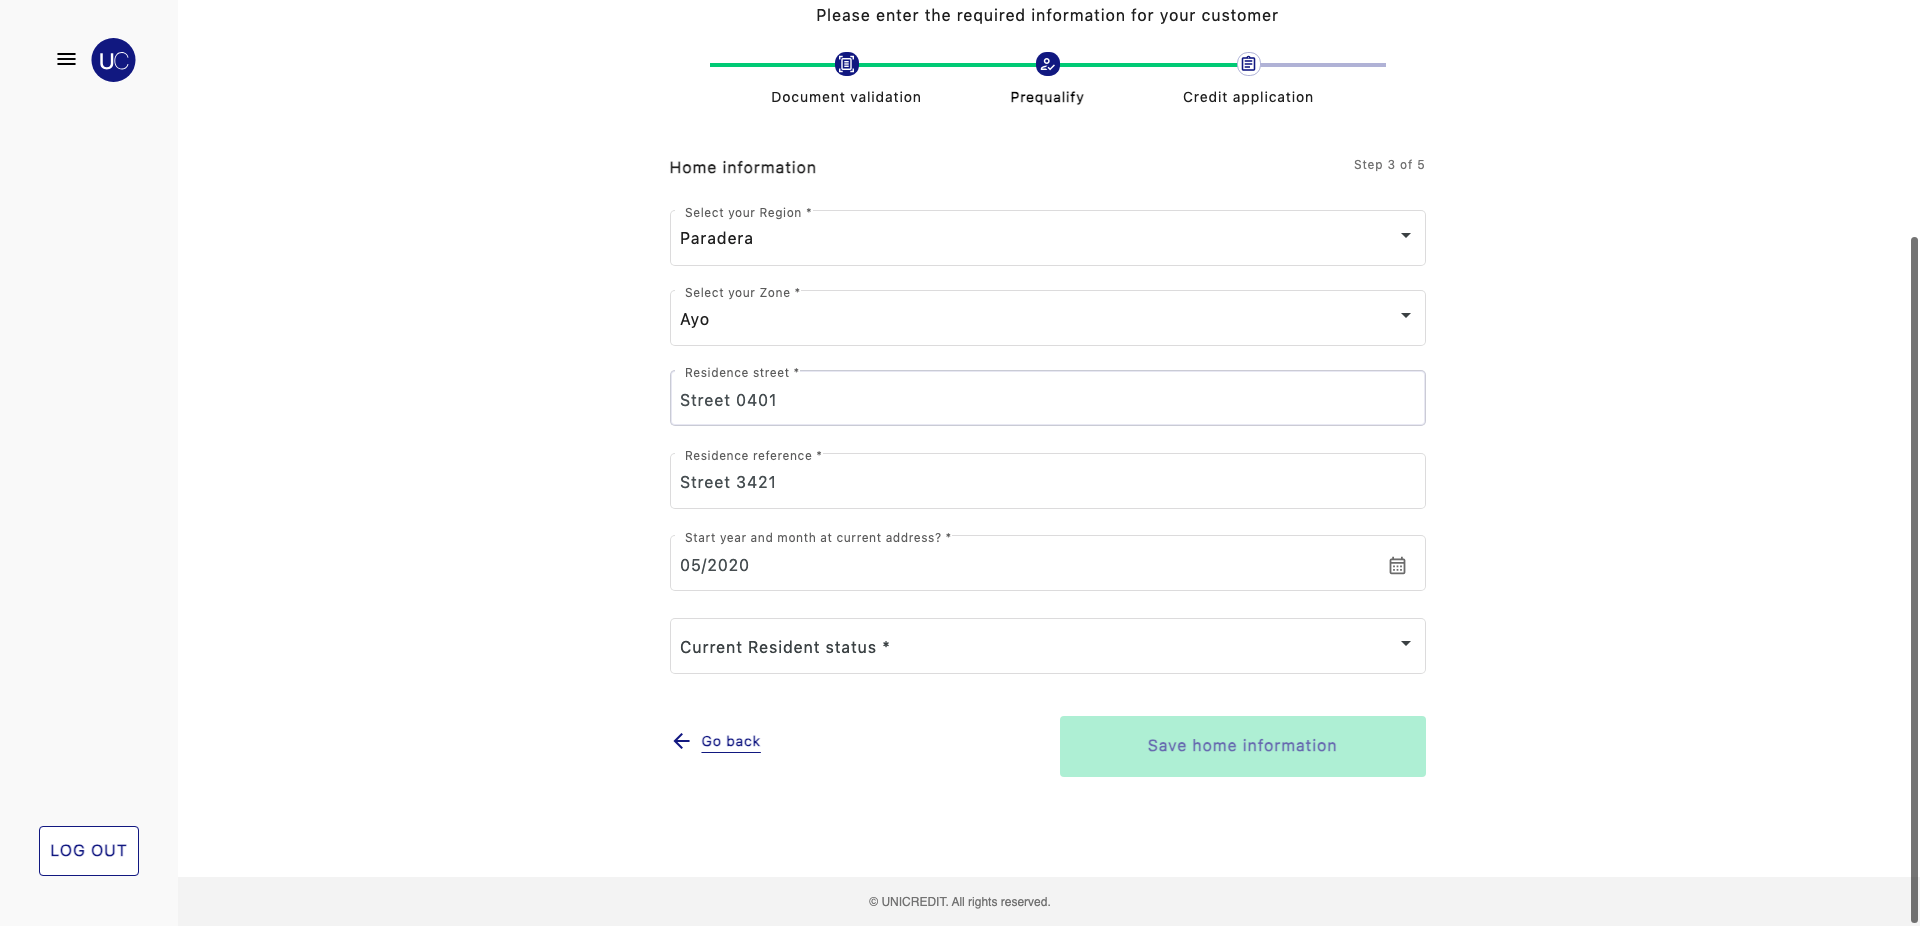 Please enter the required information for your customer
UC
Document validation
Prequalify
Credit application
Home information
Step 3 of 5
Select your Region *
Paradera
Select your Zone *
Ayo
Residence street *
Street 0401
Residence reference *
Street 3421
Start year and month at current address? *
05/2020
Current Resident status *
Go back
Save home information
LOG OUT
© UNICREDIT. All rights reserved.